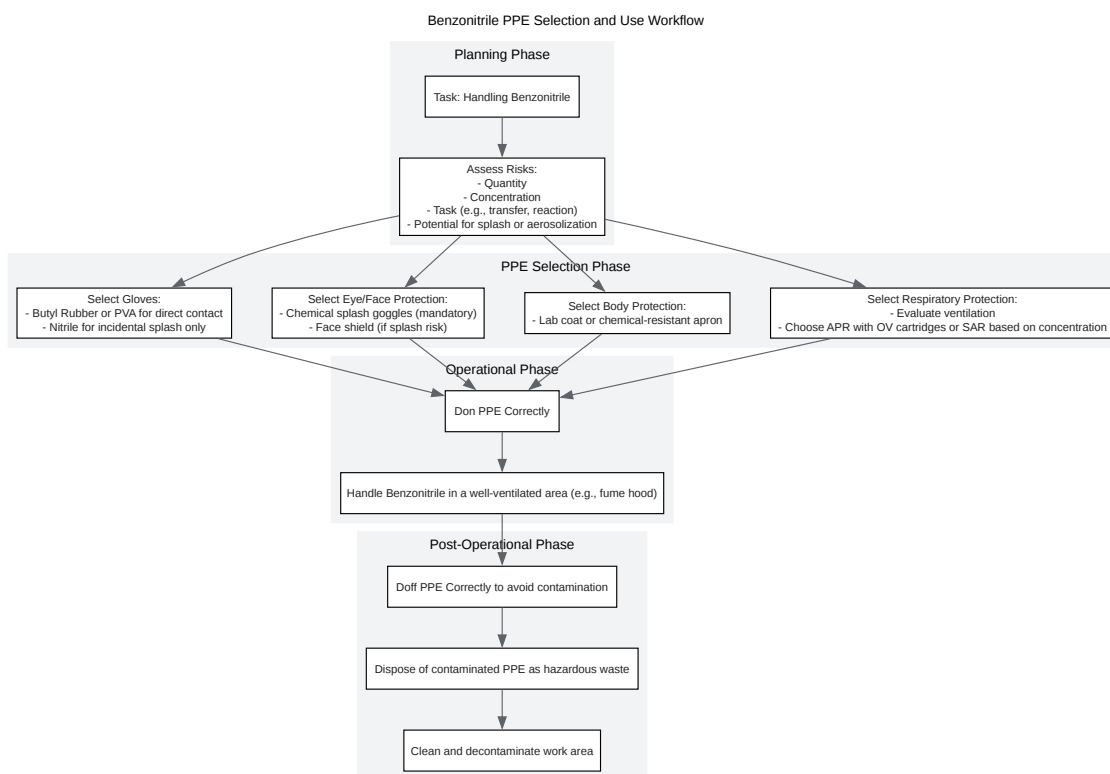 Benzonitrile PPE Selection and Use Workflow
Planning Phase
Task: Handling Benzonitrile
Assess Risks:
- Quantity
- Concentration
- Task (e.g., transfer, reaction)
- Potential for splash or aerosolization
PPE Selection Phase
Select Gloves:
- Butyl Rubber or PVA for direct contact
- Nitrile for incidental splash only
Select Eye/Face Protection:
- Chemical splash goggles (mandatory)
- Face shield (if splash risk)
Select Body Protection:
- Lab coat or chemical-resistant apron
Select Respiratory Protection:
- Evaluate ventilation
- Choose APR with OV cartridges or SAR based on concentration
Operational Phase
Don PPE Correctly
Handle Benzonitrile in a well-ventilated area (e.g., fume hood)
Post-Operational Phase
Doff PPE Correctly to avoid contamination
Dispose of contaminated PPE as hazardous waste
Clean and decontaminate work area